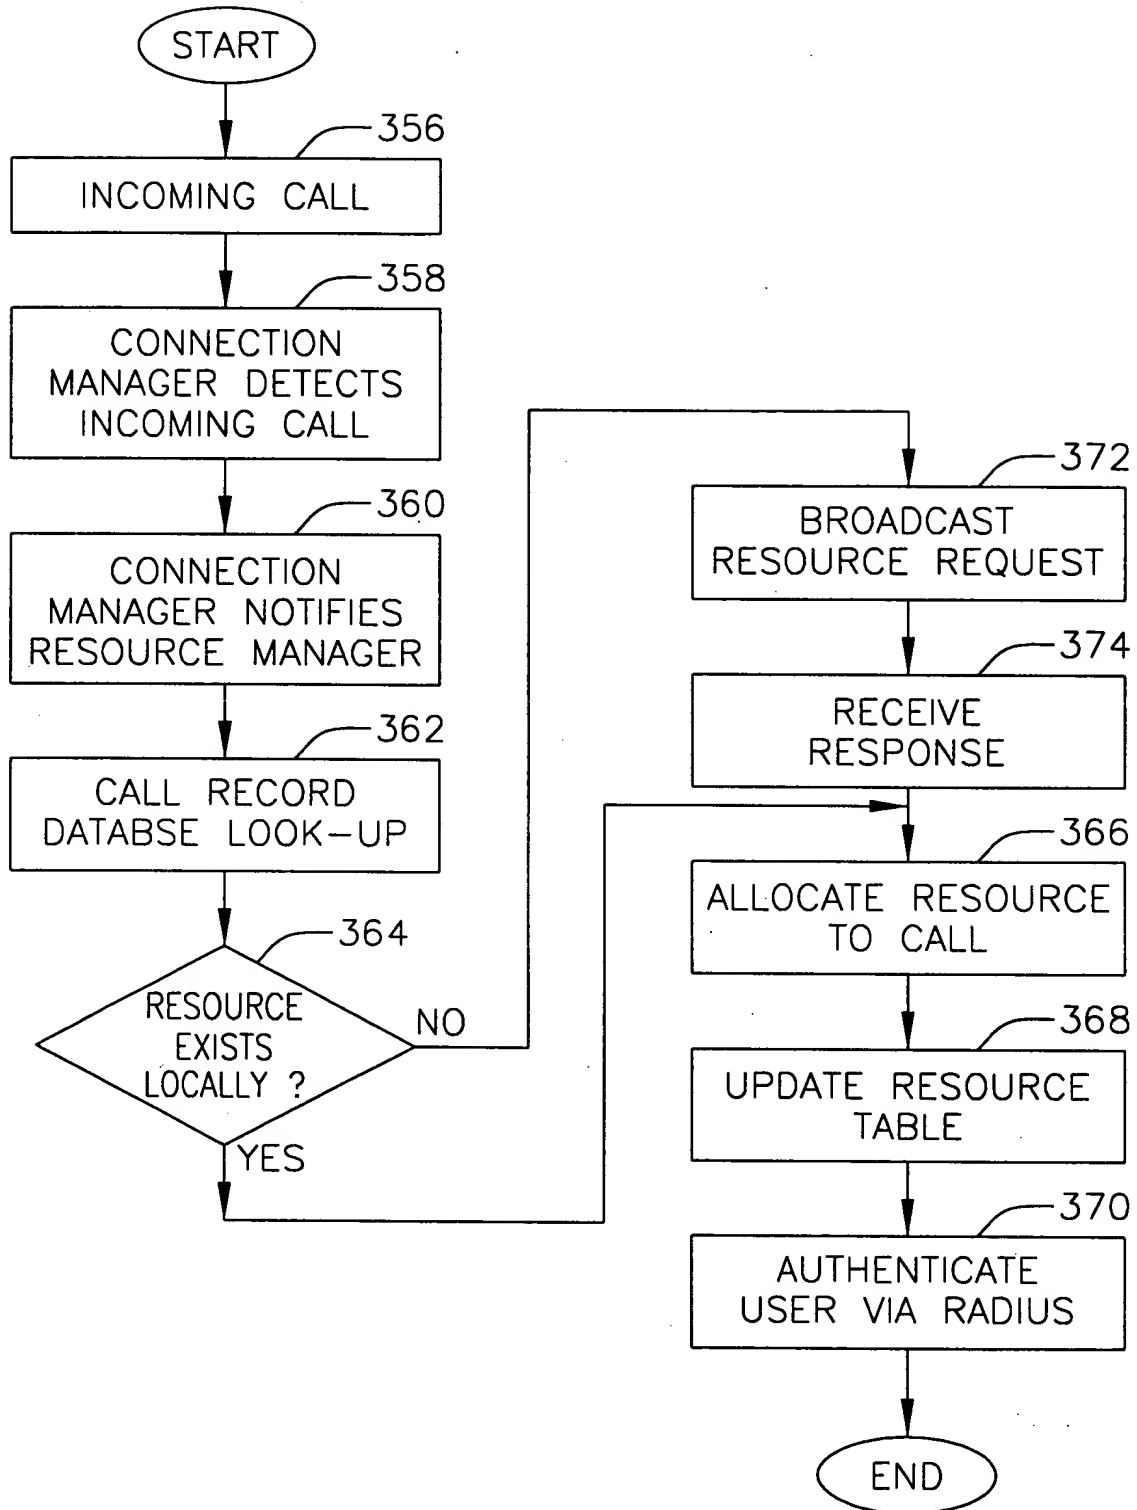 START
356
INCOMING CALL
358
CONNECTION
MANAGER DETECTS
INCOMING CALL
360
CONNECTION
MANAGER NOTIFIES
RESOURCE MANAGER
362
CALL RECORD
DATABSE LOOK-UP
364
RESOURCE
EXISTS
LOCALLY ?
NO
YES
372
BROADCAST
RESOURCE REQUEST
374
RECEIVE
RESPONSE
366
ALLOCATE RESOURCE
TO CALL
368
UPDATE RESOURCE
TABLE
370
AUTHENTICATE
USER VIA RADIUS
END